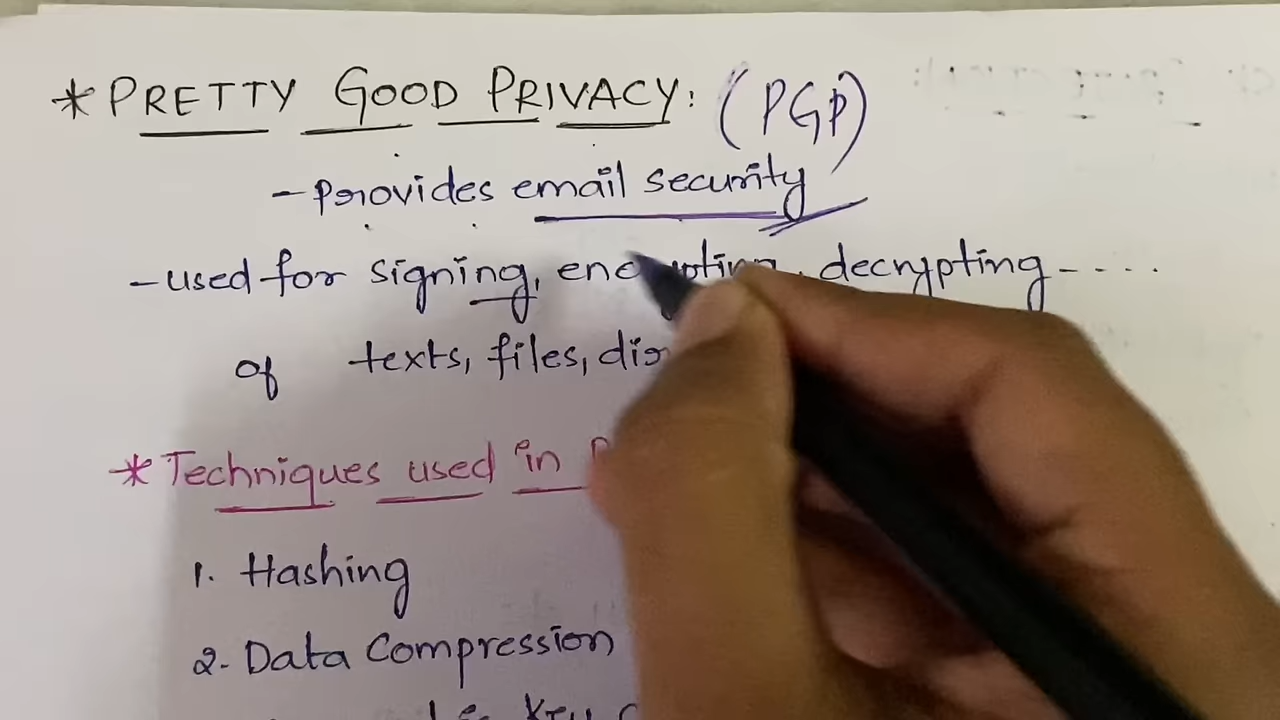 * PRETTY GOOD PRIVACY: (PGP)
- provides email security
- used for signing, encrypting, decrypting - - - -
of texts, files,
* Techniques used in
1. Hashing
2. Data Compression